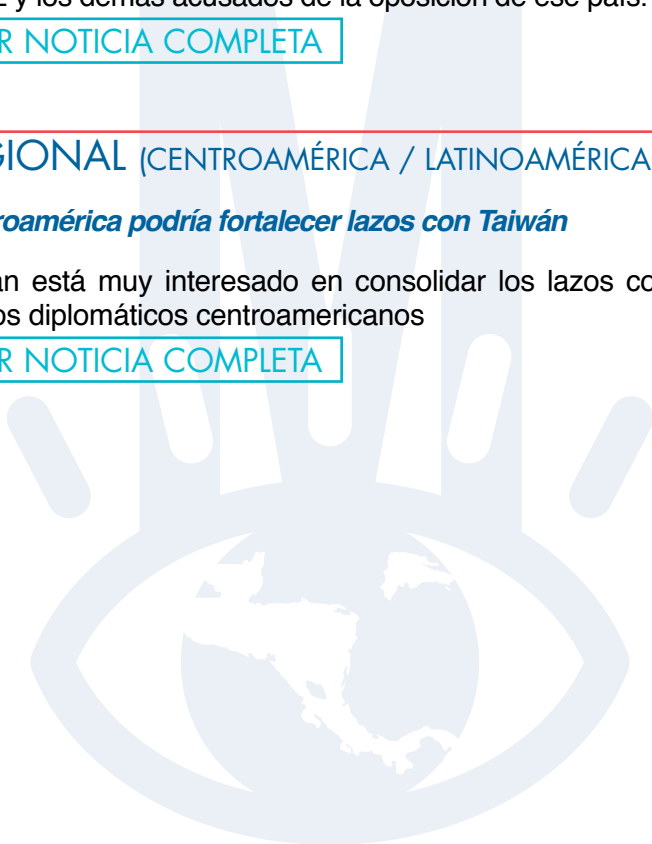 y los demás acusados de la oposición de ese país.
R NOTICIA COMPLETA
GIONAL (CENTROAMÉRICA / LATINOAMÉRICA
roamérica podría fortalecer lazos con Taiwán
an está muy interesado en consolidar los lazos co
os diplomáticos centroamericanos
R NOTICIA COMPLETA